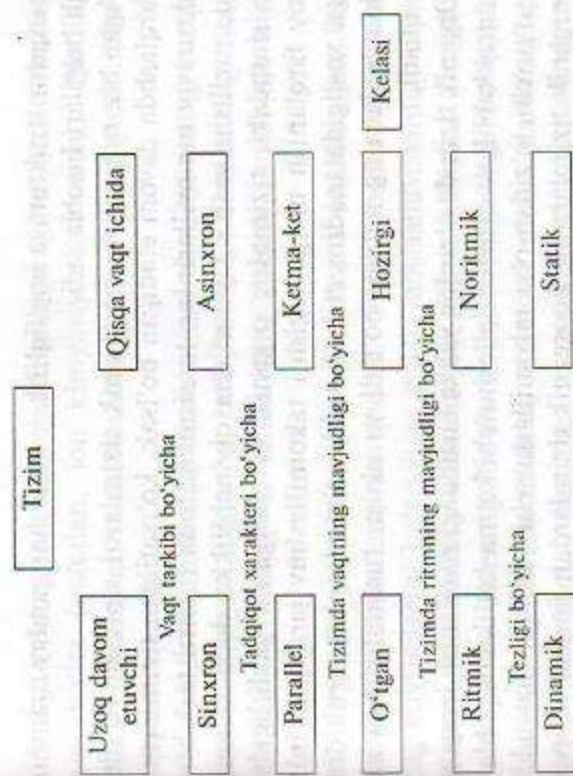 Tizim
Uzoq davom
etuvchi
Qisqa vaqt ichida
Vaqt tarkibi bo‘yicha
Sinxron
Asinxron
Tadqiqot xarakteri bo‘yicha
Parallel
Ketma-ket
Tizimda vaqtning mavjudligi bo‘yicha
O‘tgan
Hozirgi
Kelasi
Tizimda ritmning mavjudligi bo‘yicha
Ritmik
Noritmik
Tezligi bo‘yicha
Dinamik
Statik